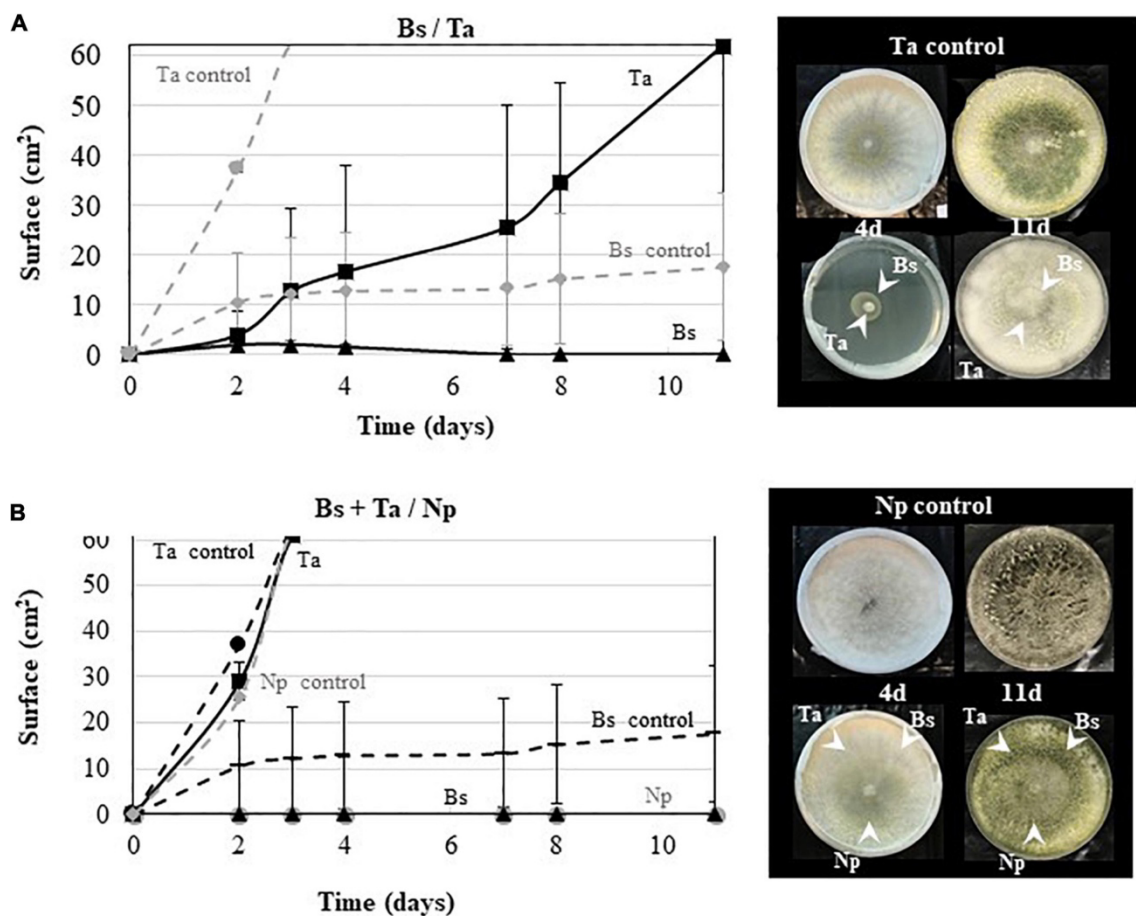 A
Bs / Ta
Surface (cm²)
60
50
40
30
20
10
0
Ta control
Ta
Bs control
Bs
0 2 4 6 8 10
Time (days)
Ta control
4d 11d
Bs Bs
Ta
Ta
B
Bs + Ta / Np
Surface (cm²)
60
50
40
30
20
10
0
Ta control
Ta
Np control
Bs control
Bs Np
0 2 4 6 8 10
Time (days)
Np control
4d 11d
Ta Bs Ta Bs
Np Np